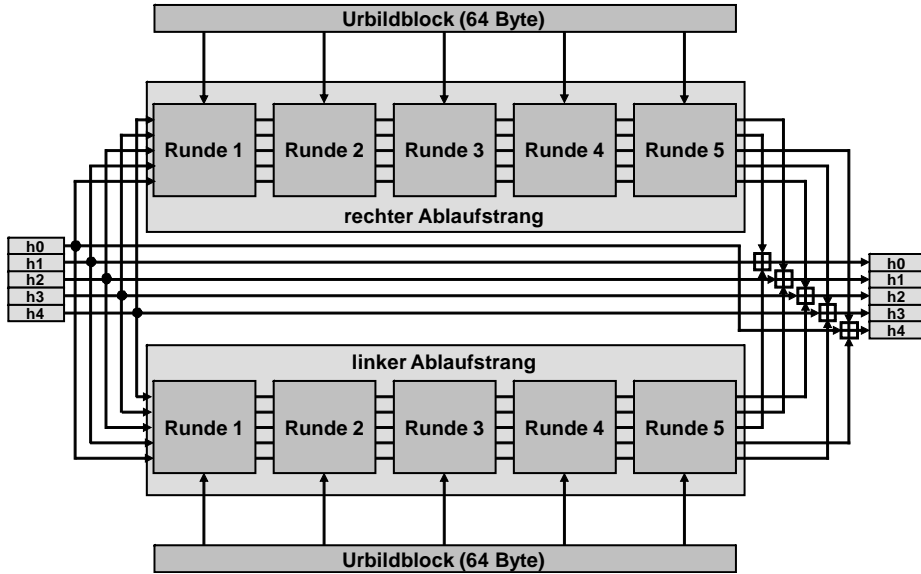 Urbildblock (64 Byte)
Runde 1 Runde 2 Runde 3 Runde 4 Runde 5
rechter Ablaufstrang
h0
h1
h2
h3
h4
h0
h1
h2
h3
h4
linker Ablaufstrang
Runde 1 Runde 2 Runde 3 Runde 4 Runde 5
Urbildblock (64 Byte)